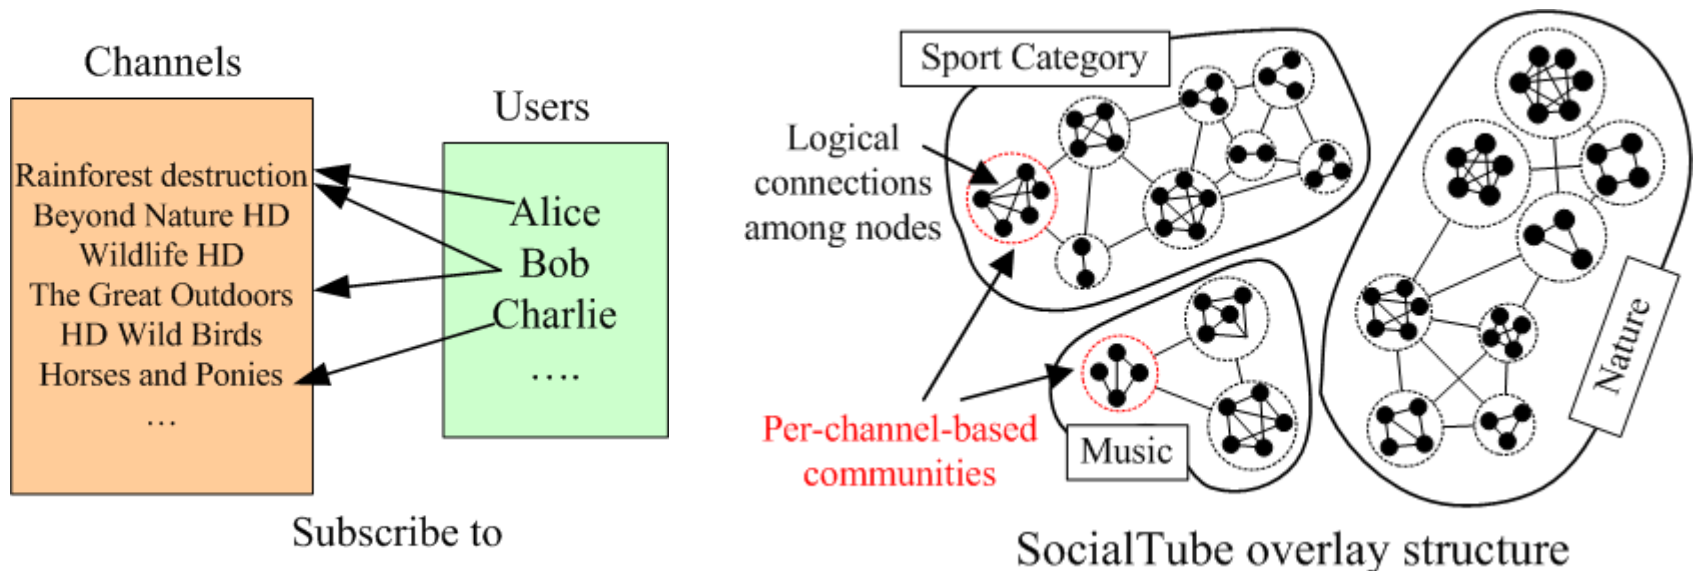 Channels
Rainforest destruction
Beyond Nature HD
Wildlife HD
The Great Outdoors
HD Wild Birds
Horses and Ponies
...
Users
Alice
Bob
Charlie
....
Subscribe to
Sport Category
Logical
connections
among nodes
Per-channel-based
communities
Music
Nature
SocialTube overlay structure